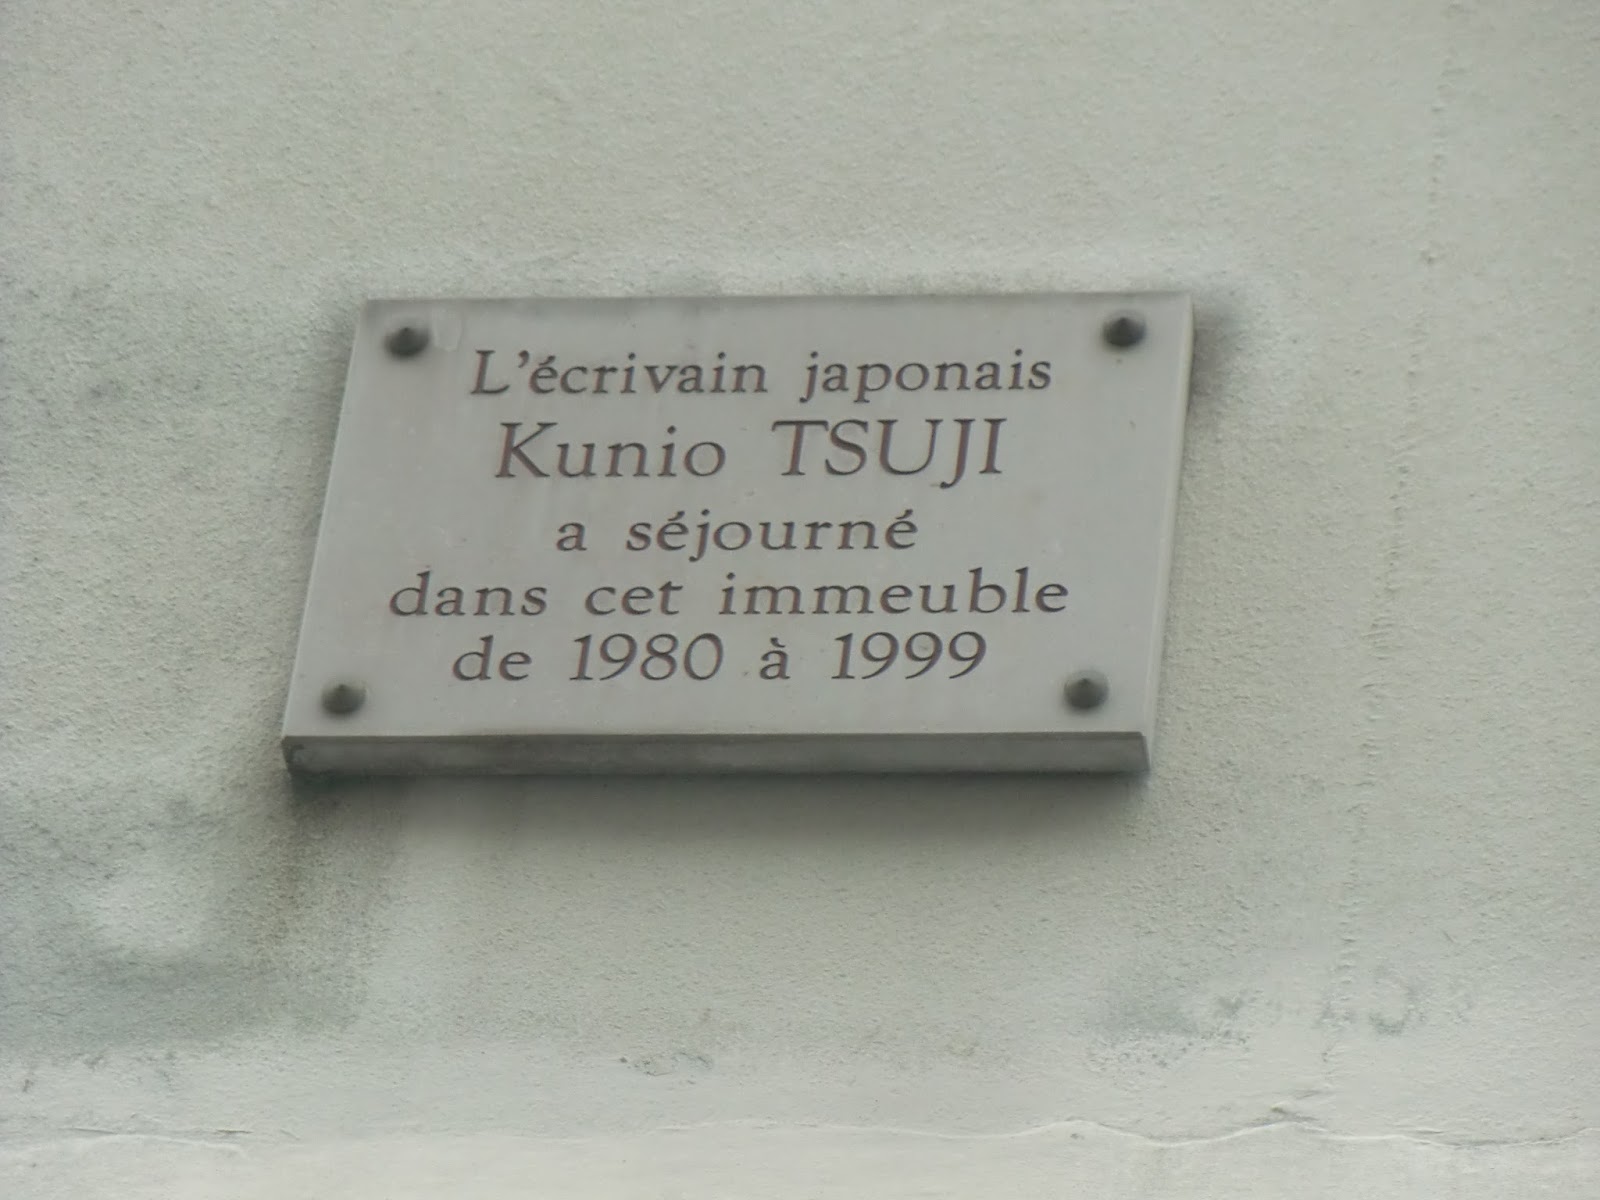 L'écrivain japonais
Kunio TSUJI
a séjourné
dans cet immeuble
de 1980 à 1999